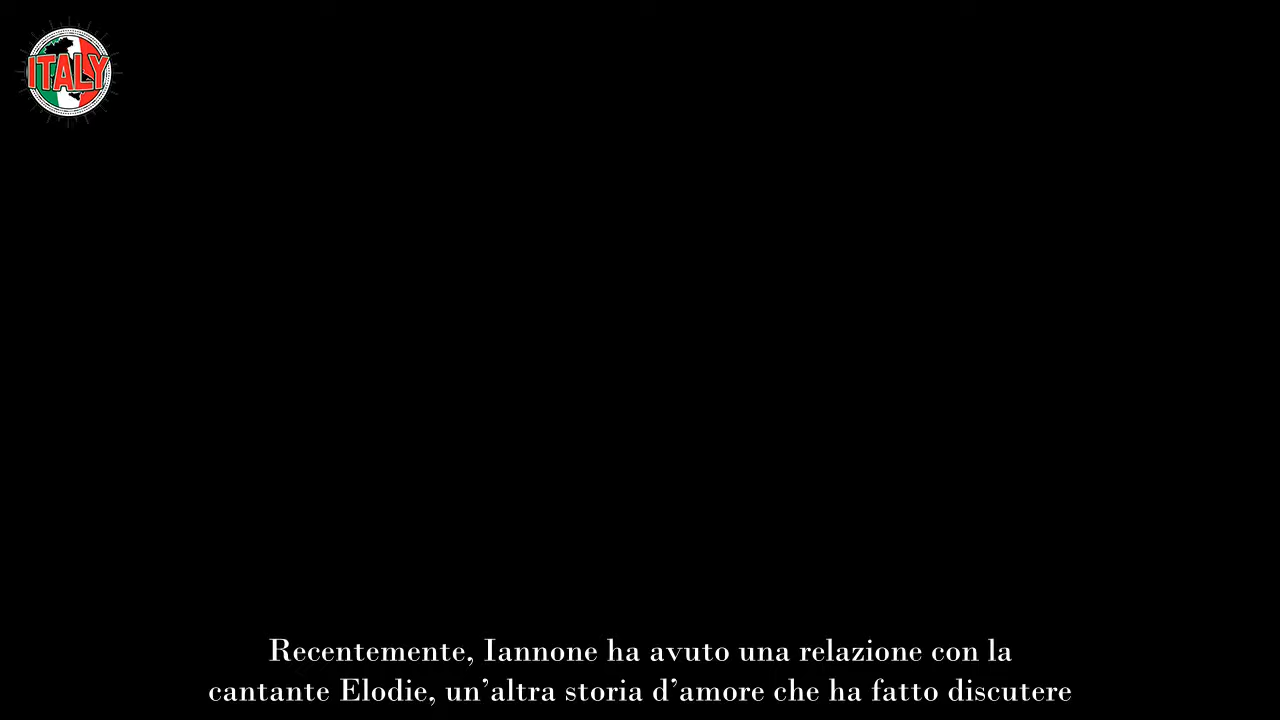 ITALY
Recentemente, Iannone ha avuto una relazione con la
cantante Elodie, un’altra storia d’amore che ha fatto discutere